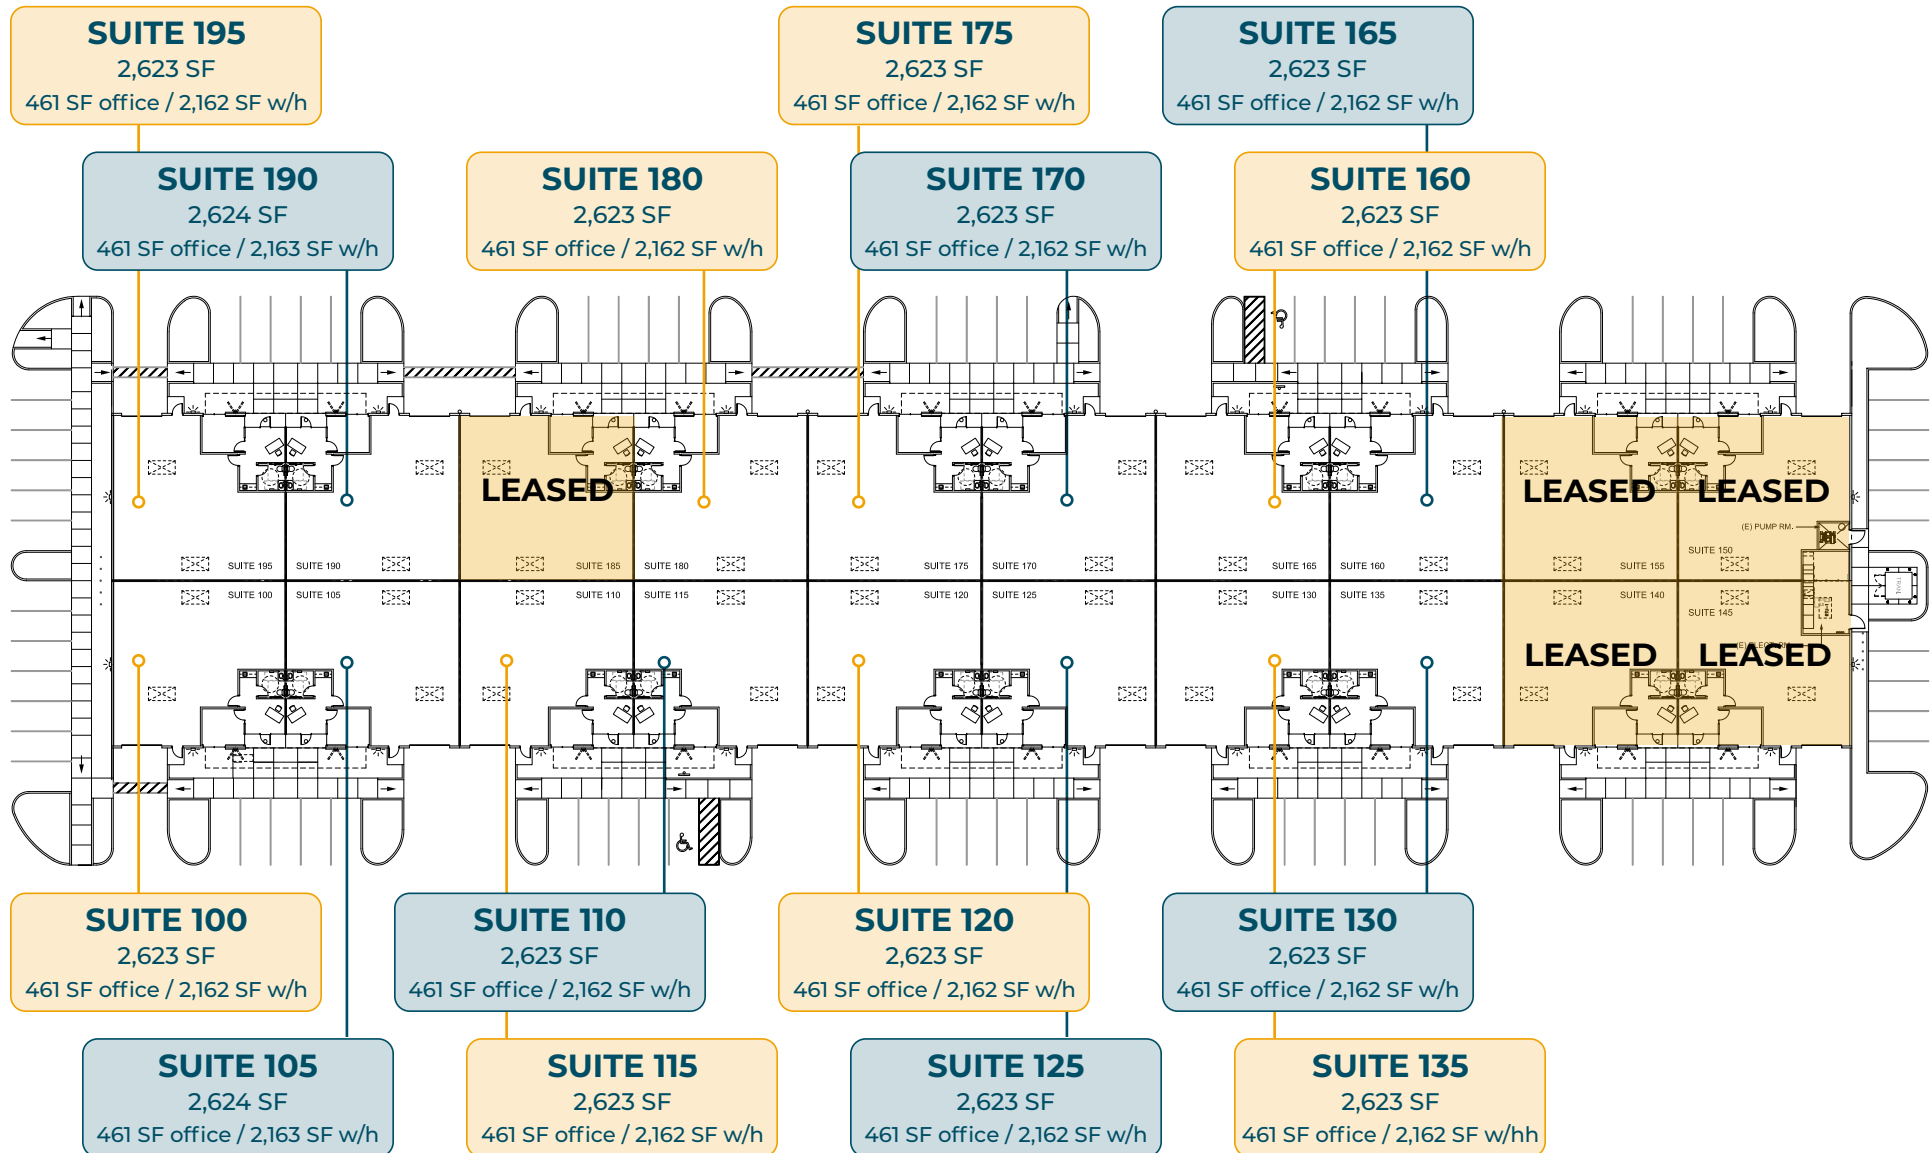 SUITE 195
2,623 SF
461 SF office / 2,162 SF w/h
SUITE 175
2,623 SF
461 SF office / 2,162 SF w/h
SUITE 165
2,623 SF
461 SF office / 2,162 SF w/h
SUITE 190
2,624 SF
461 SF office / 2,163 SF w/h
SUITE 180
2,623 SF
461 SF office / 2,162 SF w/h
SUITE 170
2,623 SF
461 SF office / 2,162 SF w/h
SUITE 160
2,623 SF
461 SF office / 2,162 SF w/h
LEASED
LEASED
LEASED
(E) PUMP RM.
SUITE 195
SUITE 190
SUITE 185
SUITE 180
SUITE 175
SUITE 170
SUITE 165
SUITE 160
SUITE 155
SUITE 150
SUITE 100
SUITE 105
SUITE 110
SUITE 115
SUITE 120
SUITE 125
SUITE 130
SUITE 135
SUITE 140
SUITE 145
LEASED
LEASED
SUITE 100
2,623 SF
461 SF office / 2,162 SF w/h
SUITE 110
2,623 SF
461 SF office / 2,162 SF w/h
SUITE 120
2,623 SF
461 SF office / 2,162 SF w/h
SUITE 130
2,623 SF
461 SF office / 2,162 SF w/h
SUITE 105
2,624 SF
461 SF office / 2,163 SF w/h
SUITE 115
2,623 SF
461 SF office / 2,162 SF w/h
SUITE 125
2,623 SF
461 SF office / 2,162 SF w/h
SUITE 135
2,623 SF
461 SF office / 2,162 SF w/hh